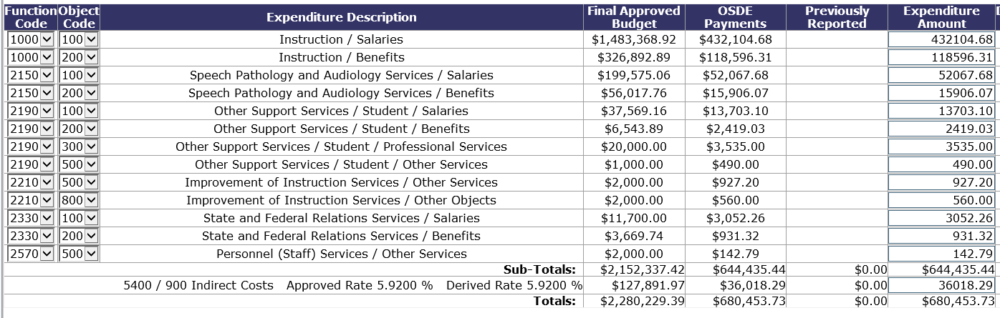 Function Code Object Code Expenditure Description Final Approved Budget OSDE Payments Previously Reported Expenditure Amount
1000 100 Instruction / Salaries $1,483,368.92 $432,104.68 432104.68
1000 200 Instruction / Benefits $326,892.89 $118,596.31 118596.31
2150 100 Speech Pathology and Audiology Services / Salaries $199,575.06 $52,067.68 52067.68
2150 200 Speech Pathology and Audiology Services / Benefits $56,017.76 $15,906.07 15906.07
2190 100 Other Support Services / Student / Salaries $37,569.16 $13,703.10 13703.10
2190 200 Other Support Services / Student / Benefits $6,543.89 $2,419.03 2419.03
2190 300 Other Support Services / Student / Professional Services $20,000.00 $3,535.00 3535.00
2190 500 Other Support Services / Student / Other Services $1,000.00 $490.00 490.00
2210 500 Improvement of Instruction Services / Other Services $2,000.00 $927.20 927.20
2210 800 Improvement of Instruction Services / Other Objects $2,000.00 $560.00 560.00
2330 100 State and Federal Relations Services / Salaries $11,700.00 $3,052.26 3052.26
2330 200 State and Federal Relations Services / Benefits $3,669.74 $931.32 931.32
2570 500 Personnel (Staff) Services / Other Services $2,000.00 $142.79 142.79
Sub-Totals: $2,152,337.42 $644,435.44 $0.00 $644,435.44
5400 / 900 Indirect Costs Approved Rate 5.9200 % Derived Rate 5.9200 % $127,891.97 $36,018.29 $0.00 36018.29
Totals: $2,280,229.39 $680,453.73 $0.00 $680,453.73